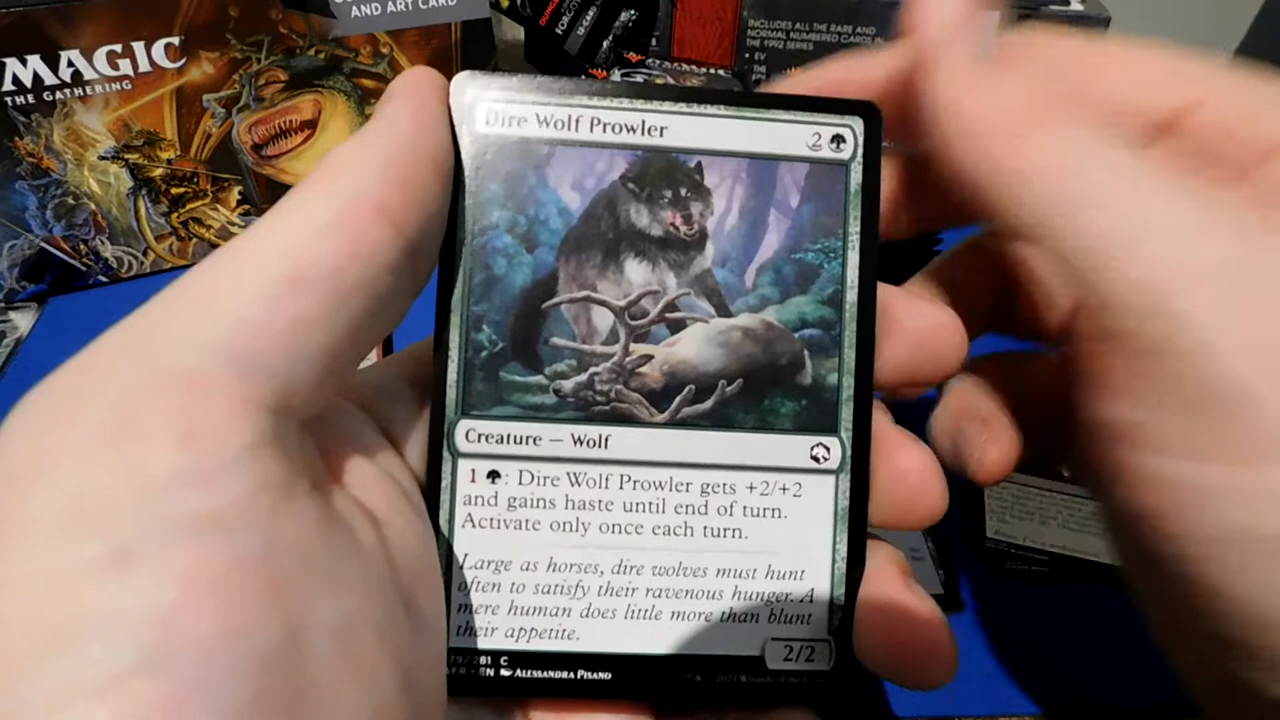 AND ART CARD
MAGIC
THE GATHERING
INCLUDES ALL THE RARE AND
NORMAL NUMBERED CARDS IN
THE 1992 SERIES
Dire Wolf Prowler
2
Creature — Wolf
1 : Dire Wolf Prowler gets +2/+2
and gains haste until end of turn.
Activate only once each turn.
Large as horses, dire wolves must hunt
often to satisfy their ravenous hunger. A
mere human does little more than blunt
their appetite.
2/2
281 C
EN ALESSANDRA PISANO